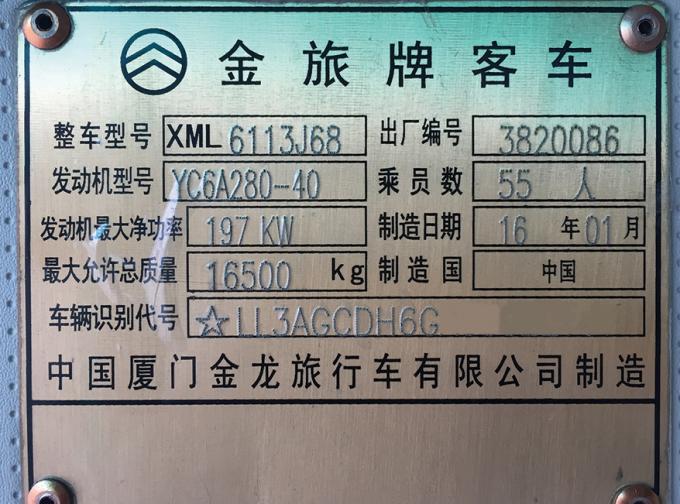 金旅牌客车
整车型号 XML 6113J68 出厂编号 3820086
发动机型号 YC6A280-40 乘员数 55 人
发动机最大净功率 197 KW 制造日期 16 年 01 月
最大允许总质量 16500 kg 制造国 中国
车辆识别代号 ☆LL3AGCDH6G
中国厦门金龙旅行车有限公司制造